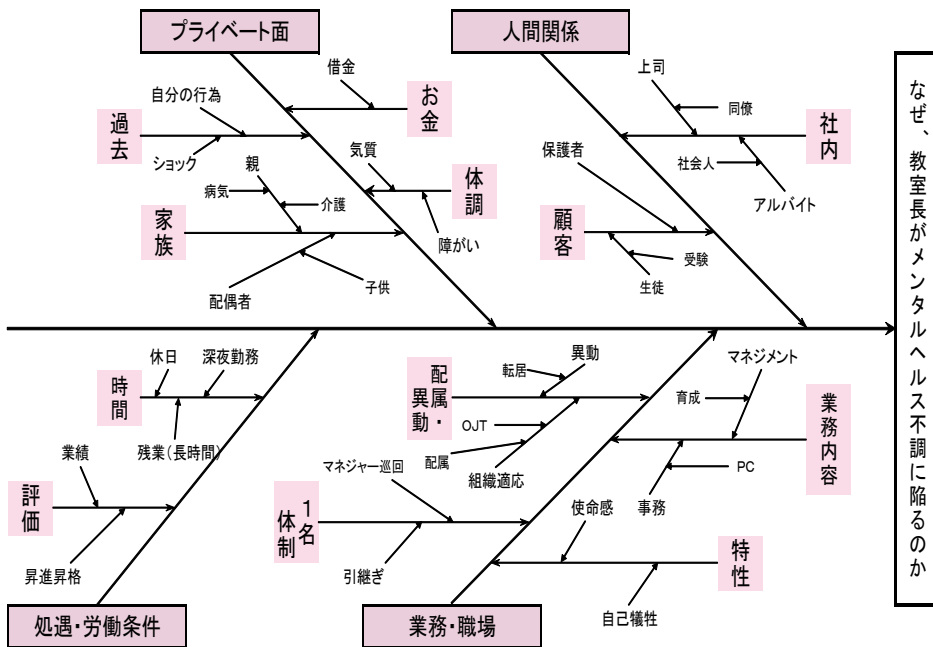 プライベート面
人間関係
借金
お金
自分の行為
過去
ショック
気質
体調
障がい
親
病気
介護
家族
配偶者
子供
上司
同僚
社内
社会人
アルバイト
保護者
顧客
受験
生徒
なぜ、教室長がメンタルヘルス不調に陥るのか
休日
深夜勤務
時間
残業(長時間)
業績
評価
昇進昇格
処遇・労働条件
異動
転居
配属・
異動
OJT
配属
組織適応
マネジメント
育成
業務内容
PC
事務
マネジャー巡回
1名
体制
引継ぎ
使命感
特性
自己犠牲
業務・職場